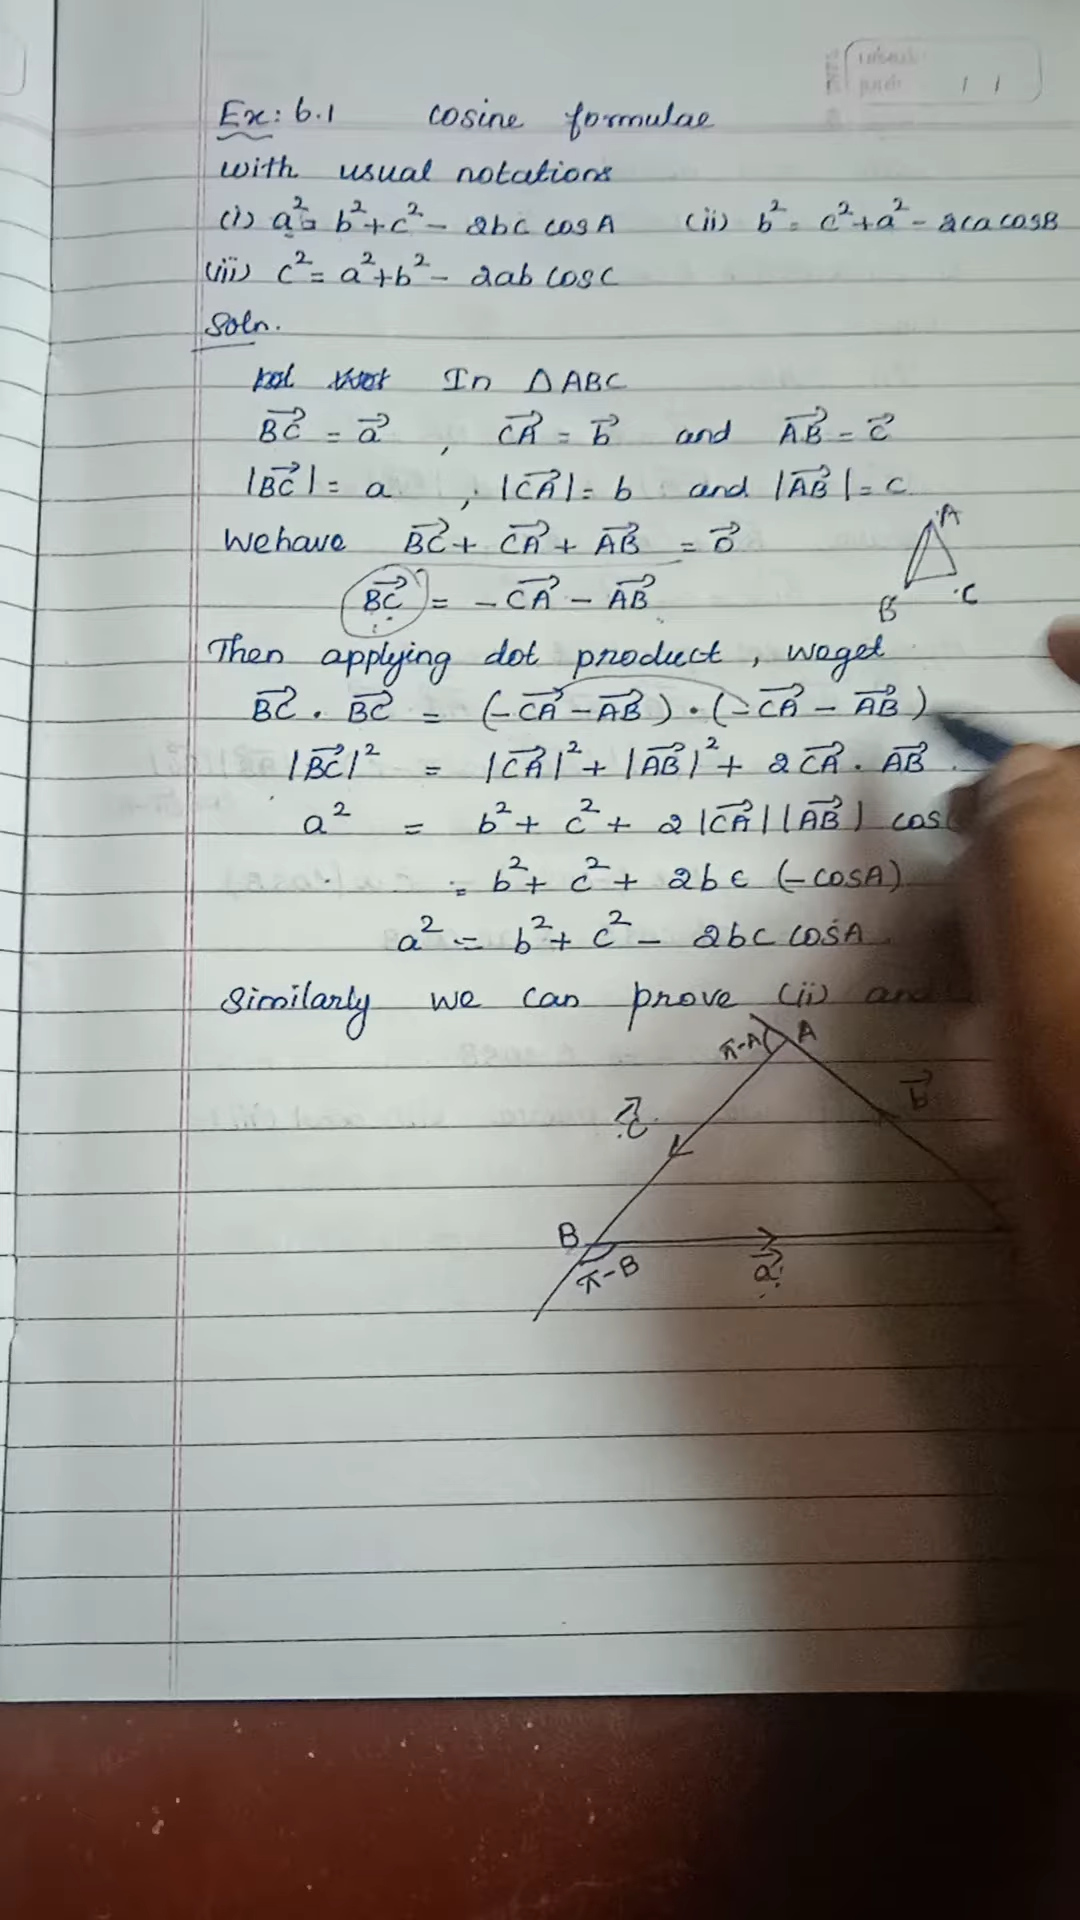 Ex: 6.1 cosine formulae
with usual notations
(i) a² = b² + c² - 2bc cosA (ii) b² = c² + a² - 2ca cosB
(iii) c² = a² + b² - 2ab cosC
Soln.
In △ABC
BC⃗ = a⃗, CA⃗ = b⃗ and AB⃗ = c⃗
|BC⃗| = a, |CA⃗| = b and |AB⃗| = c
We have BC⃗ + CA⃗ + AB⃗ = 0⃗
A
B C
BC⃗ = -CA⃗ - AB⃗
Then applying dot product, we get
BC⃗ . BC⃗ = (-CA⃗ - AB⃗) . (-CA⃗ - AB⃗)
|BC⃗|² = |CA⃗|² + |AB⃗|² + 2CA⃗ . AB⃗
a² = b² + c² + 2|CA⃗||AB⃗| cos(
= b² + c² + 2bc (-cosA)
a² = b² + c² - 2bc cosA
Similarly we can prove (ii) and
π-A A
c⃗ b⃗
B
π-B a⃗